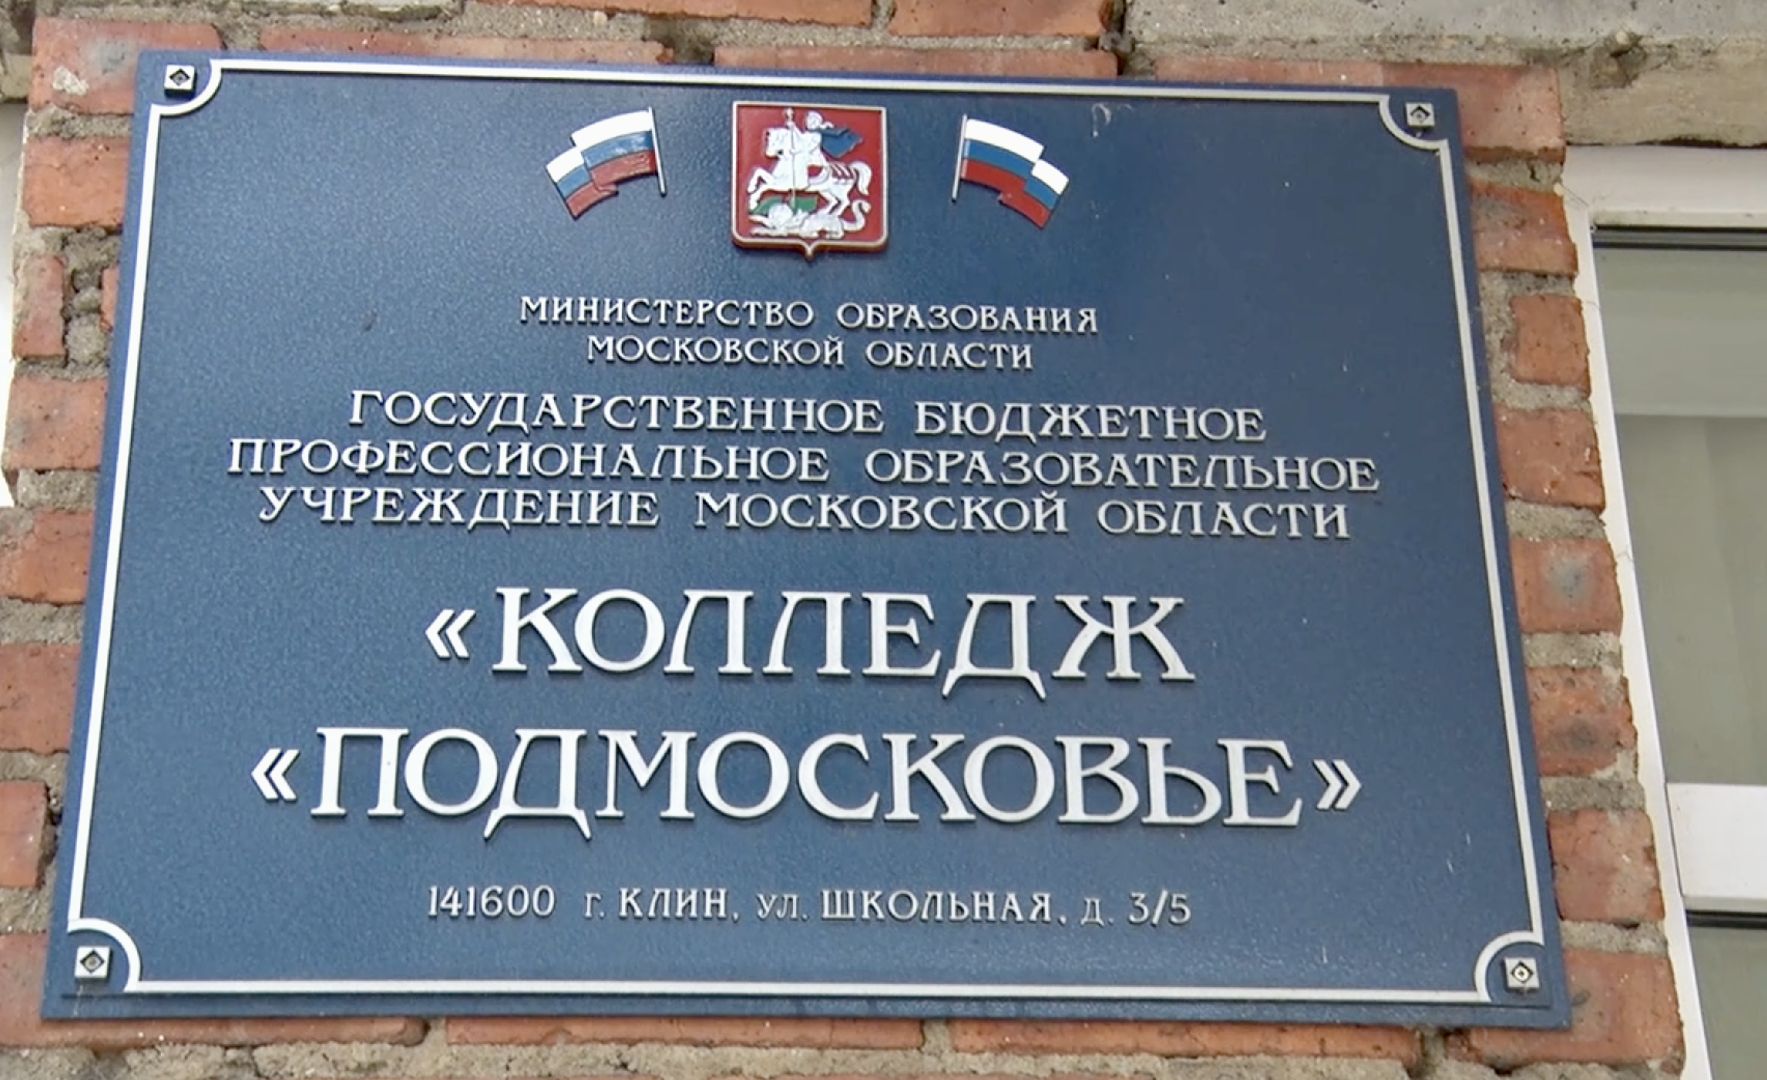 МИНИСТЕРСТВО ОБРАЗОВАНИЯ
МОСКОВСКОЙ ОБЛАСТИ
ГОСУДАРСТВЕННОЕ БЮДЖЕТНОЕ
ПРОФЕССИОНАЛЬНОЕ ОБРАЗОВАТЕЛЬНОЕ
УЧРЕЖДЕНИЕ МОСКОВСКОЙ ОБЛАСТИ
«КОЛЛЕДЖ
«ПОДМОСКОВЬЕ»
141600 г. КЛИН, ул. ШКОЛЬНАЯ, д. 3/5